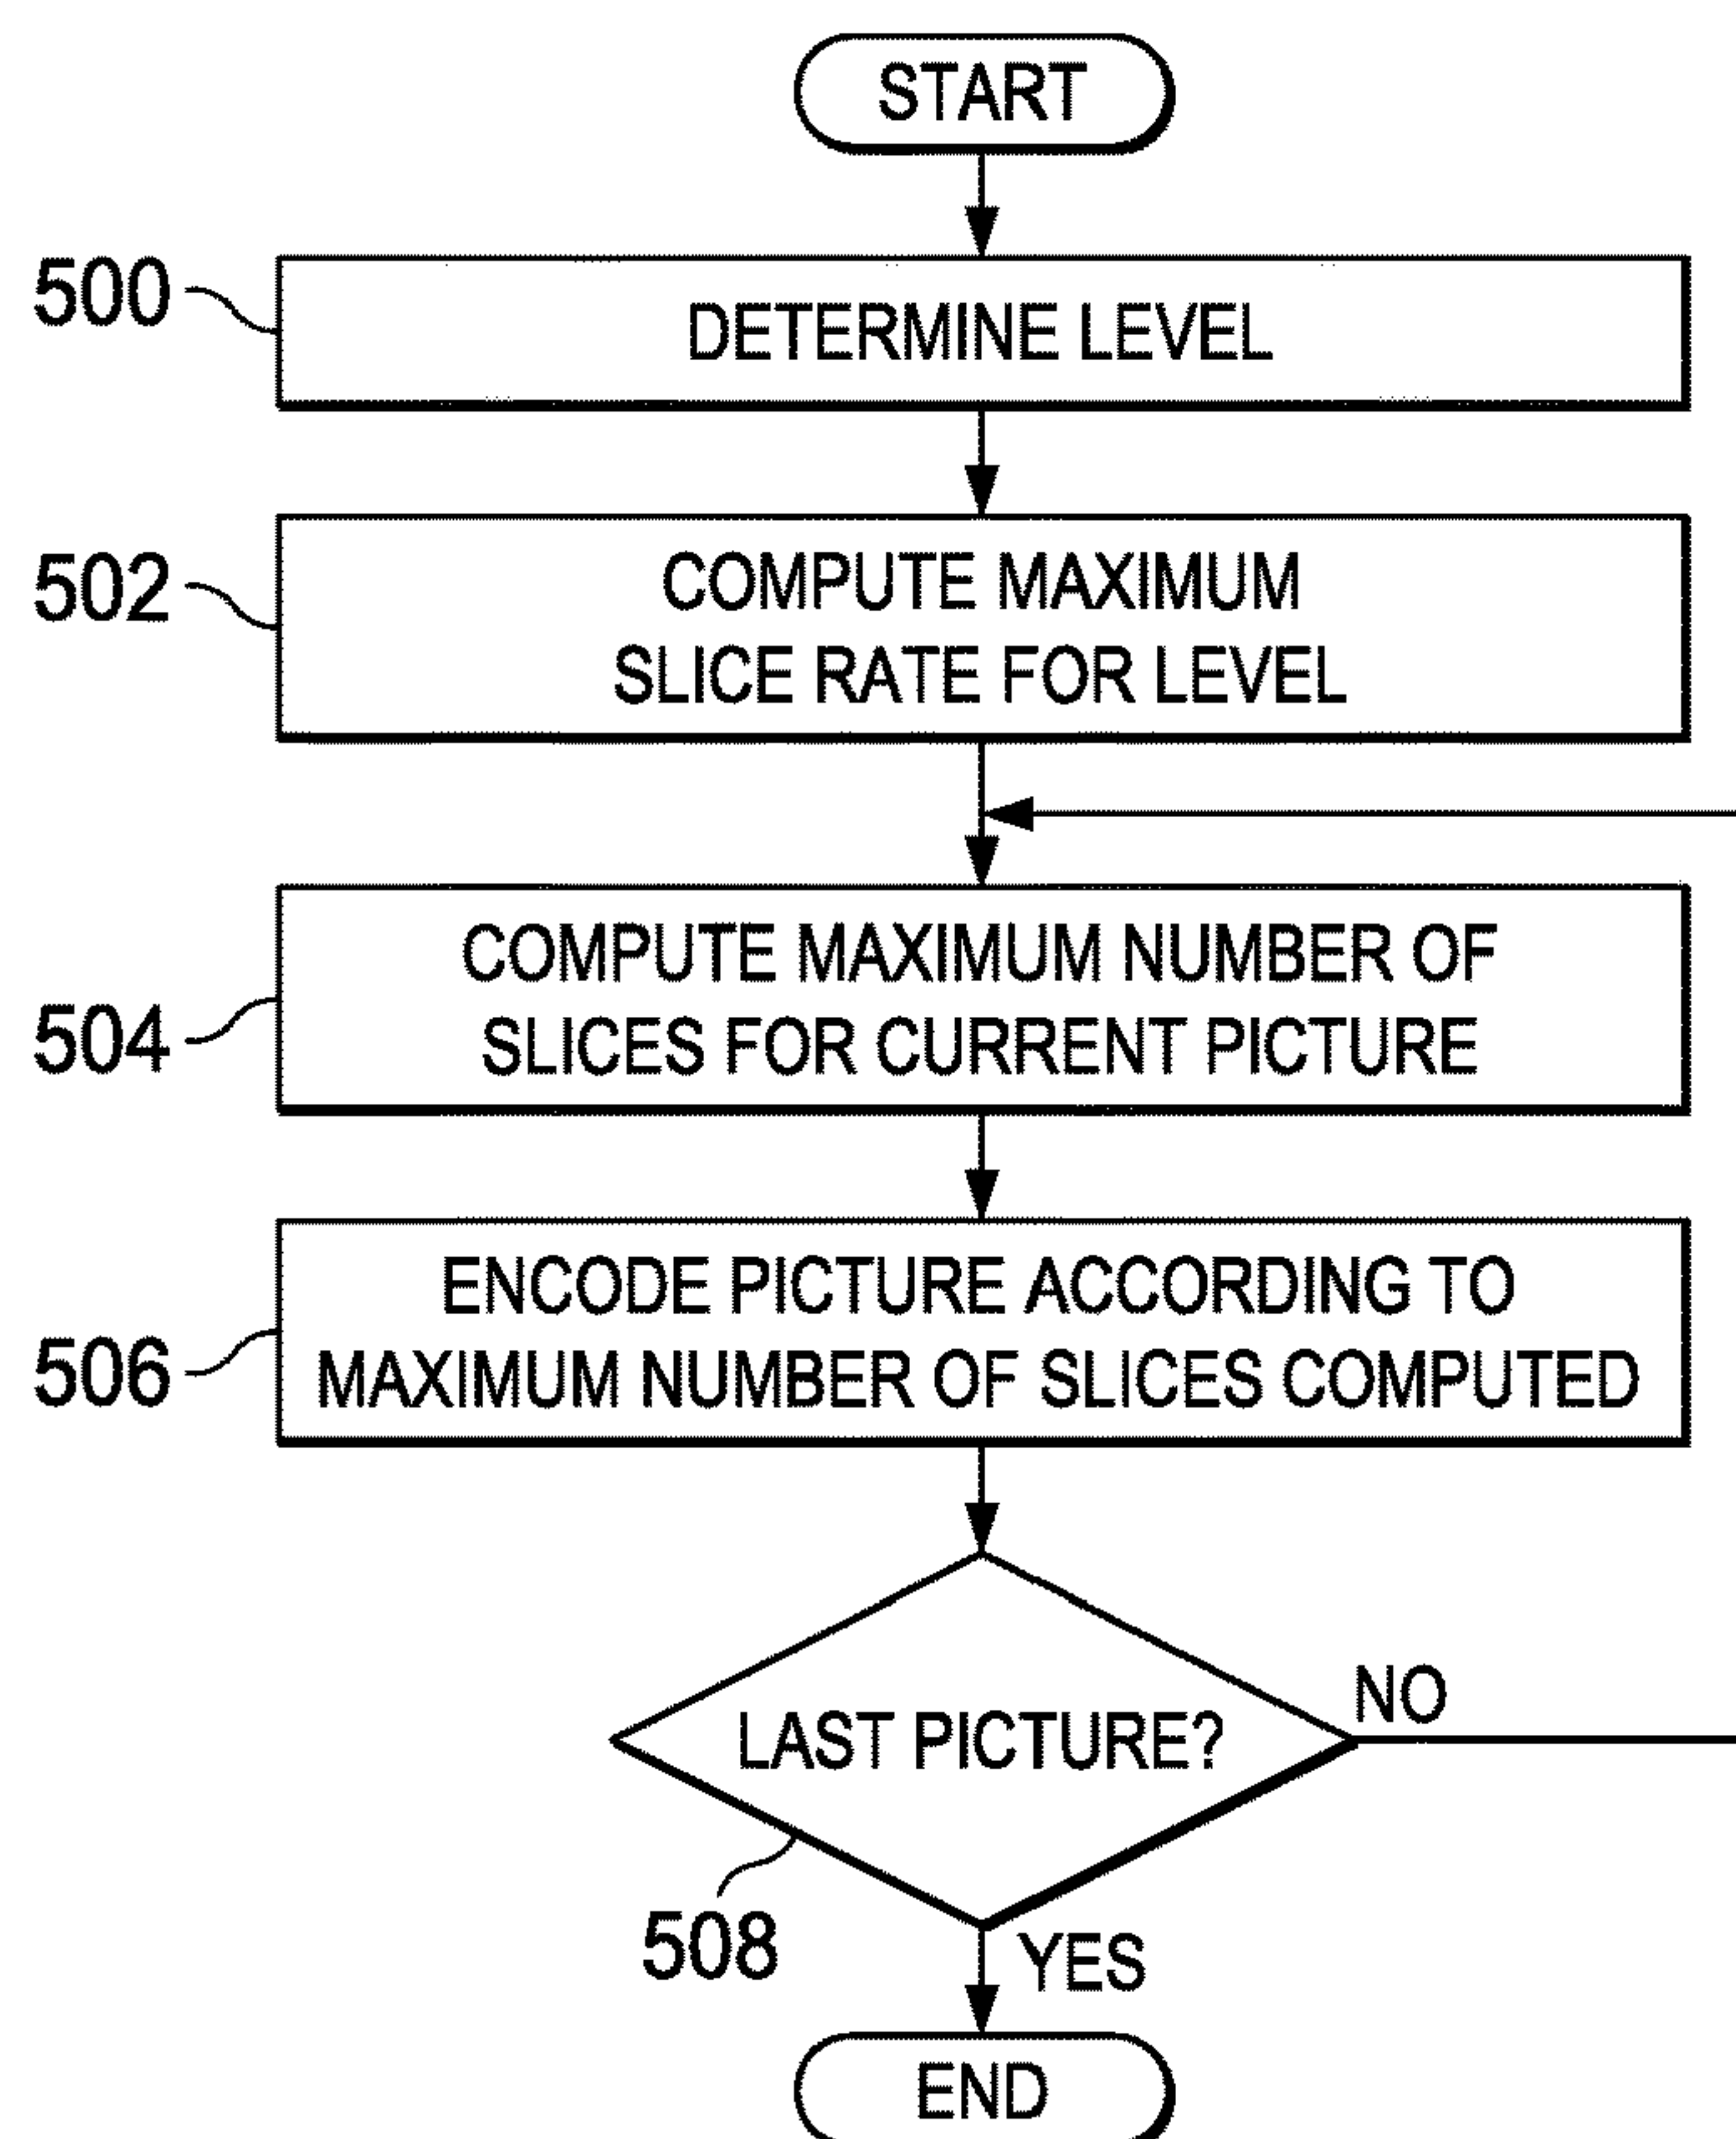 START
500
DETERMINE LEVEL
502
COMPUTE MAXIMUM
SLICE RATE FOR LEVEL
504
COMPUTE MAXIMUM NUMBER OF
SLICES FOR CURRENT PICTURE
506
ENCODE PICTURE ACCORDING TO
MAXIMUM NUMBER OF SLICES COMPUTED
LAST PICTURE?
NO
508
YES
END